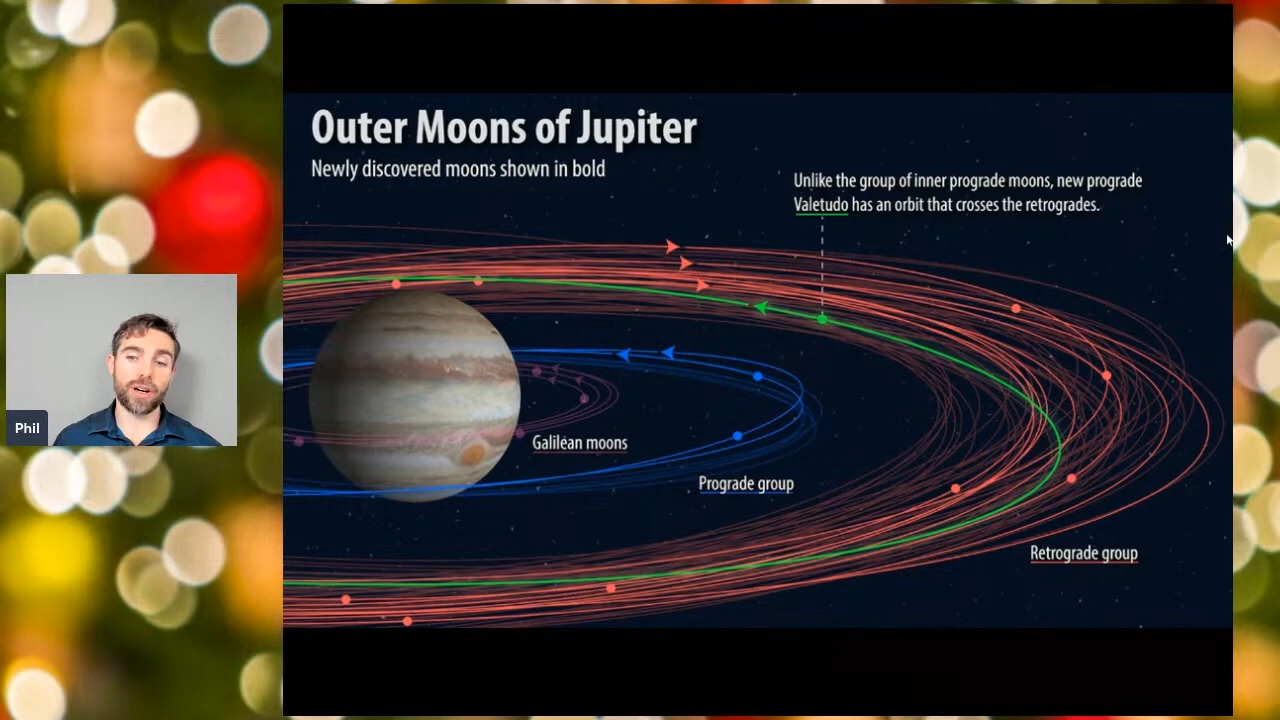 Outer Moons of Jupiter
Newly discovered moons shown in bold
Unlike the group of inner prograde moons, new prograde
Valetudo has an orbit that crosses the retrogrades.
Galilean moons
Prograde group
Retrograde group
Phil